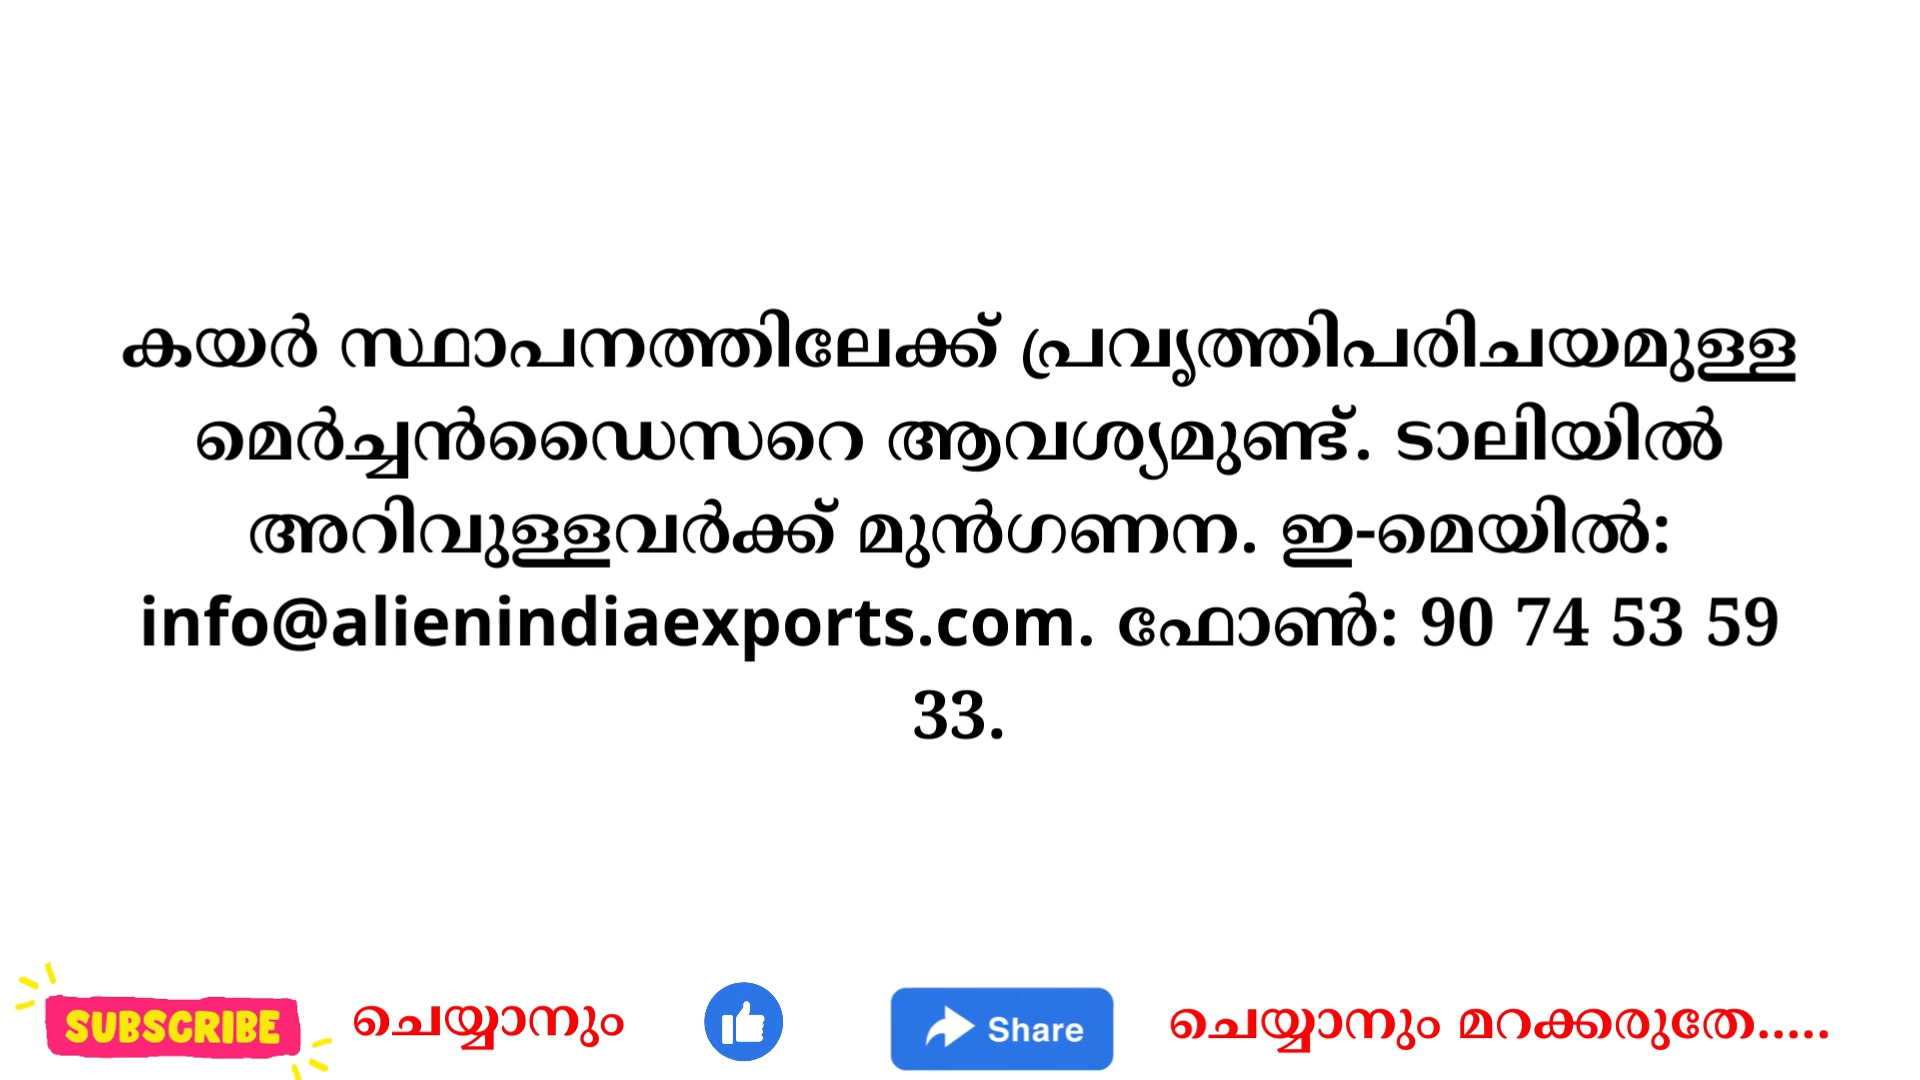 കയർ സ്ഥാപനത്തിലേക്ക് പ്രവൃത്തിപരിചയമുള്ള
മെർച്ചൻഡൈസറെ ആവശ്യമുണ്ട്. ടാലിയിൽ
അറിവുള്ളവർക്ക് മുൻഗണന. ഇ-മെയിൽ:
info@alienindiaexports.com. ഫോൺ: 90 74 53 59
33.
SUBSCRIBE ചെയ്യാനും Share ചെയ്യാനും മറക്കരുതേ.....